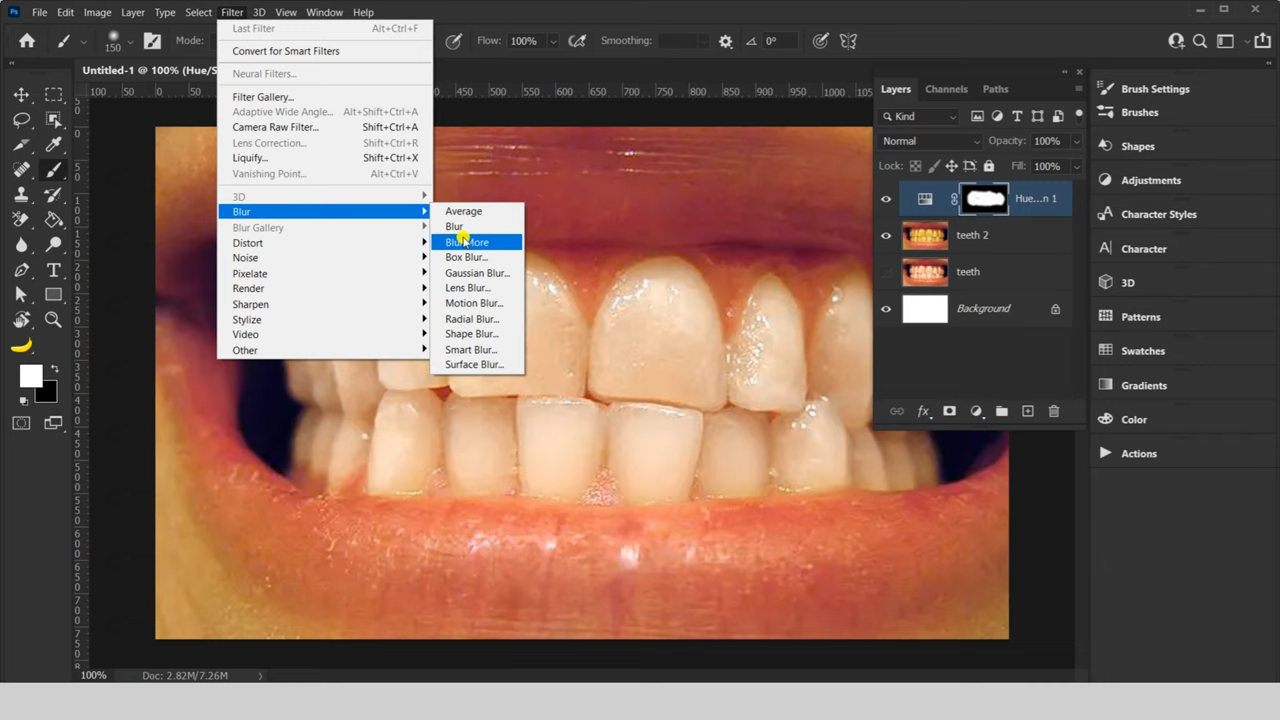 Ps File Edit Image Layer Type Select Filter 3D View Window Help
150 Mode: Flow: 100% Smoothing: 0°
Untitled-1 @ 100% (Hue/S
Last Filter Alt+Ctrl+F
Convert for Smart Filters
Neural Filters...
Filter Gallery...
Adaptive Wide Angle... Alt+Shift+Ctrl+A
Camera Raw Filter... Shift+Ctrl+A
Lens Correction... Shift+Ctrl+R
Liquify... Shift+Ctrl+X
Vanishing Point... Alt+Ctrl+V
3D
Blur
Blur Gallery
Distort
Noise
Pixelate
Render
Sharpen
Stylize
Video
Other
Average
Blur
Blur More
Box Blur...
Gaussian Blur...
Lens Blur...
Motion Blur...
Radial Blur...
Shape Blur...
Smart Blur...
Surface Blur...
100 50 0 450 500 550 600 650 700 750 800 850 900 950 1000 105
Layers Channels Paths
Kind
Normal Opacity: 100%
Lock: Fill: 100%
Hue...n 1
teeth 2
teeth
Background
Brush Settings
Brushes
Shapes
Adjustments
Character Styles
Character
3D
Patterns
Swatches
Gradients
Color
Actions
100% Doc: 2.82M/7.26M